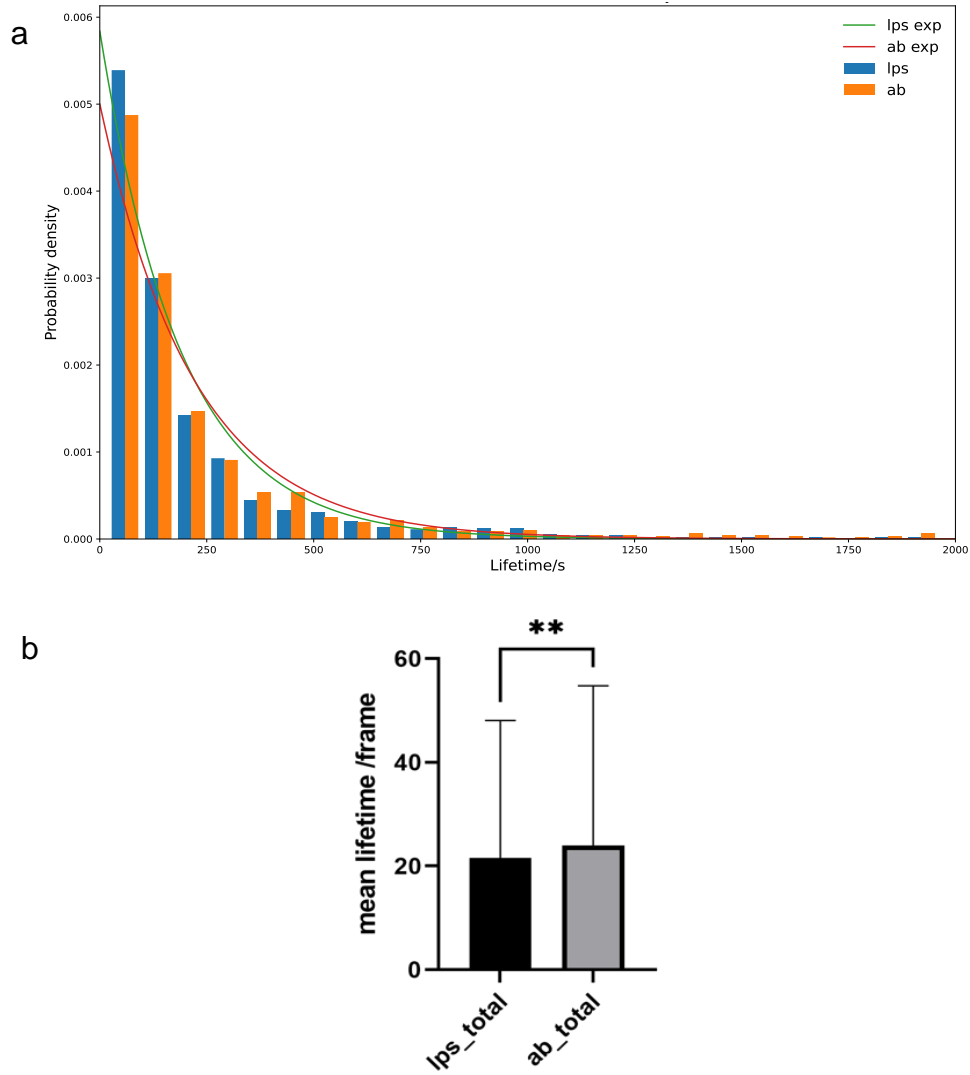 a
lps exp
ab exp
lps
ab
0.006
0.005
0.004
0.003
0.002
0.001
0.000
Probability density
0 250 500 750 1000 1250 1500 1750 2000
Lifetime/s
b
**
60
40
20
0
mean lifetime /frame
lps_total
ab_total